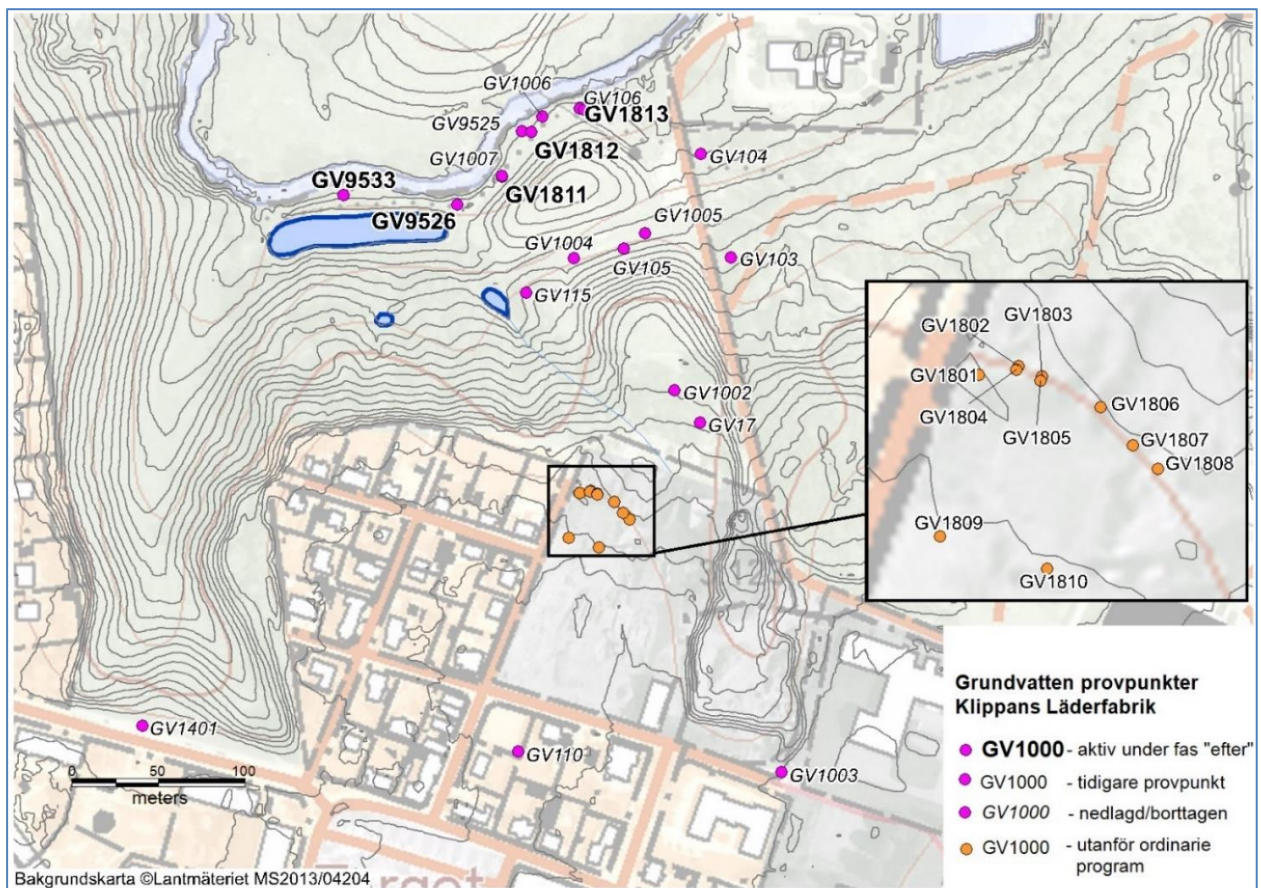 GV1006
GV106
GV1813
GV9525
GV1812
GV1007
GV104
GV9533
GV1811
GV9526
GV1005
GV1004
GV105
GV103
GV115
GV1002
GV17
GV1802
GV1803
GV1801
GV1804
GV1805
GV1806
GV1807
GV1808
GV1809
GV1810
GV1401
GV110
GV1003
0 50 100
meters
Grundvatten provpunkter
Klippans Läderfabrik
GV1000 - aktiv under fas "efter"
GV1000 - tidigare provpunkt
GV1000 - nedlagd/borttagen
GV1000 - utanför ordinarie
program
Bakgrundskarta ©Lantmäteriet MS2013/04204